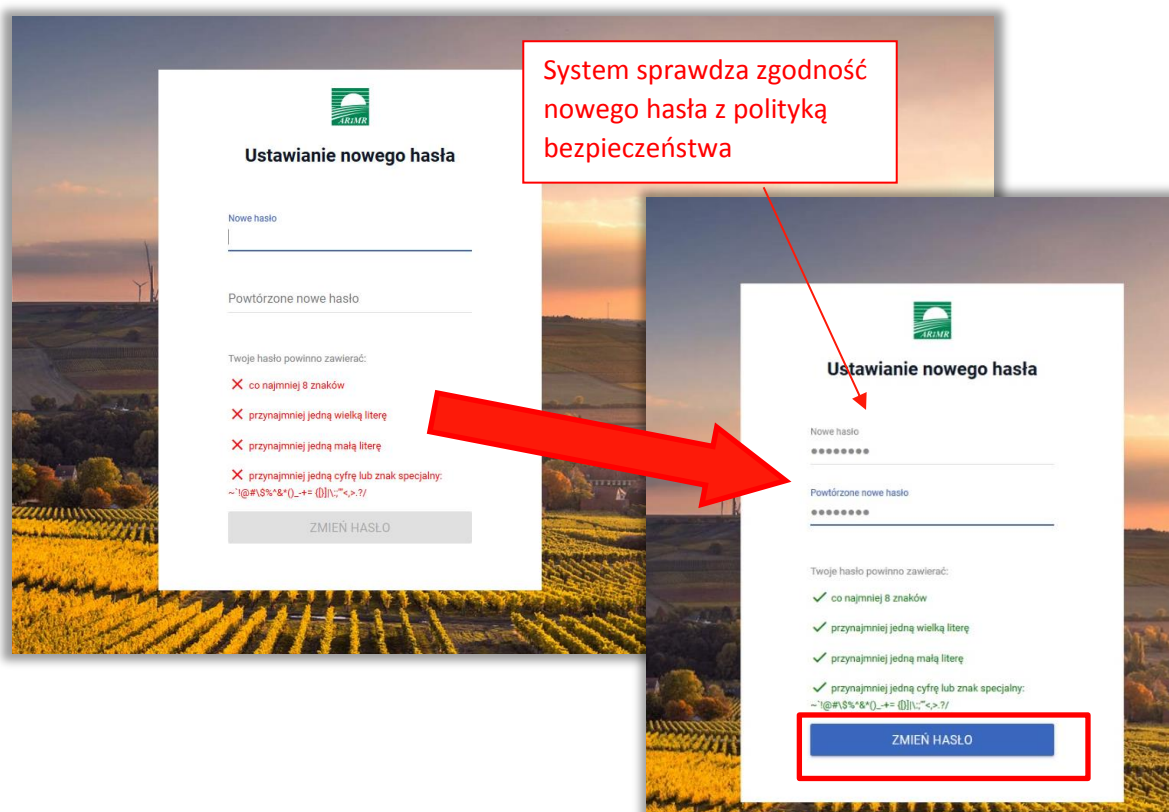 System sprawdza zgodność
nowego hasła z polityką
bezpieczeństwa
ARiMR
Ustawianie nowego hasła
Nowe hasło
Powtórzone nowe hasło
Twoje hasło powinno zawierać:
co najmniej 8 znaków
przynajmniej jedną wielką literę
przynajmniej jedną małą literę
przynajmniej jedną cyfrę lub znak specjalny:
~`!@#\$%^&*()_-+= {[}]|\:;"'<,>.?/
ZMIEŃ HASŁO
ARiMR
Ustawianie nowego hasła
Nowe hasło
Powtórzone nowe hasło
Twoje hasło powinno zawierać:
co najmniej 8 znaków
przynajmniej jedną wielką literę
przynajmniej jedną małą literę
przynajmniej jedną cyfrę lub znak specjalny:
~`!@#\$%^&*()_-+= {[}]|\:;"'<,>.?/
ZMIEŃ HASŁO